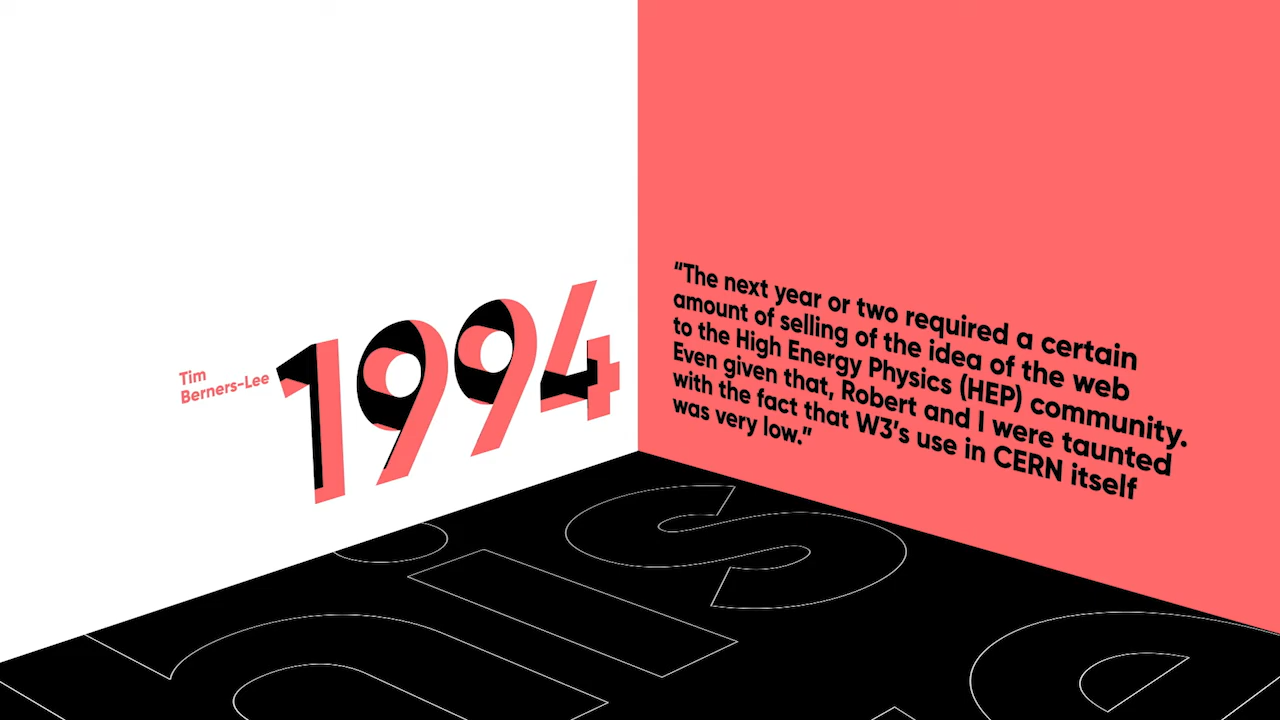 Tim
Berners-Lee
1994
“The next year or two required a certain
amount of selling of the idea of the web
to the High Energy Physics (HEP) community.
Even given that, Robert and I were taunted
with the fact that W3’s use in CERN itself
was very low.”
his